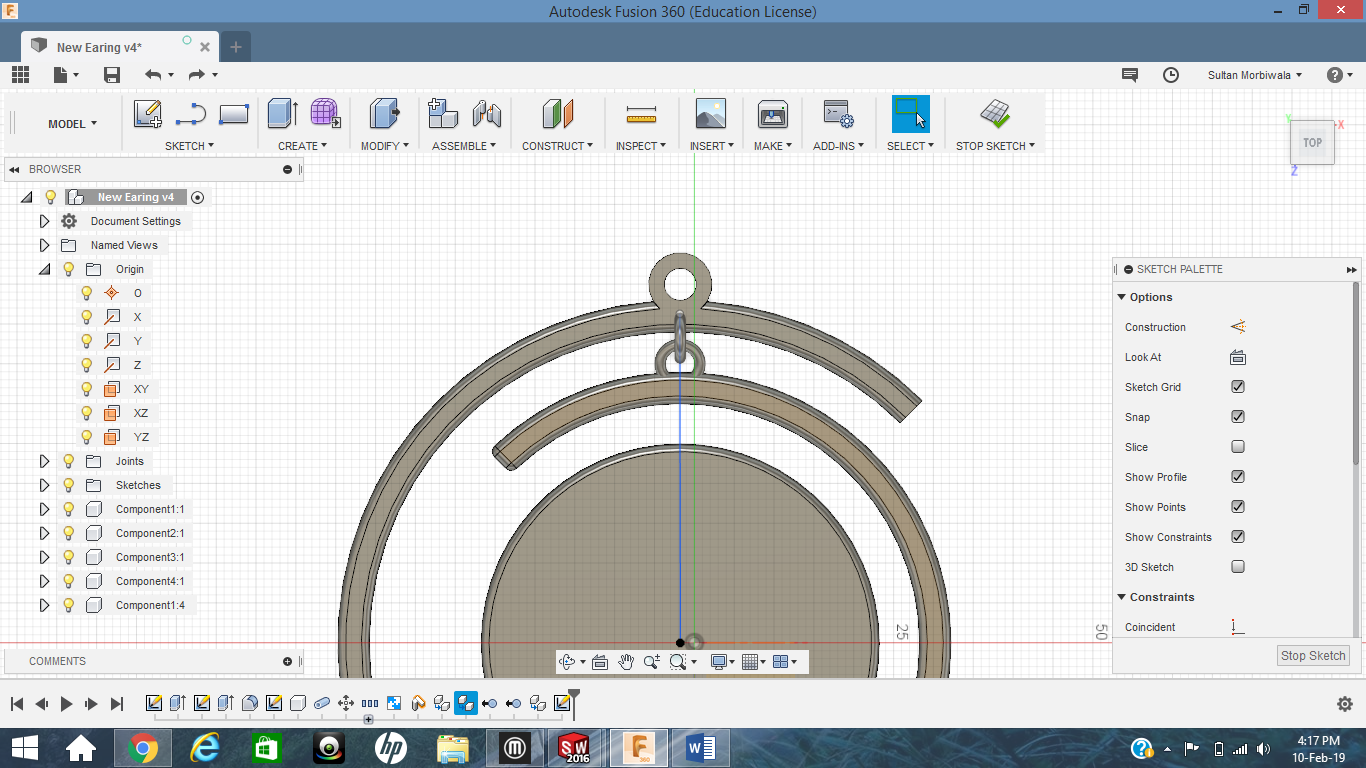 Autodesk Fusion 360 (Education License)
New Earing v4*
Sultan Morbiwala
MODEL
SKETCH
CREATE
MODIFY
ASSEMBLE
CONSTRUCT
INSPECT
INSERT
MAKE
ADD-INS
SELECT
STOP SKETCH
Y
X
TOP
Z
BROWSER
New Earing v4
Document Settings
Named Views
Origin
O
X
Y
Z
XY
XZ
YZ
Joints
Sketches
Component1:1
Component2:1
Component3:1
Component4:1
Component1:4
25
50
SKETCH PALETTE
Options
Construction
Look At
Sketch Grid
Snap
Slice
Show Profile
Show Points
Show Constraints
3D Sketch
Constraints
Coincident
Stop Sketch
COMMENTS
SW
2016
F
360
W
hp
4:17 PM
10-Feb-19